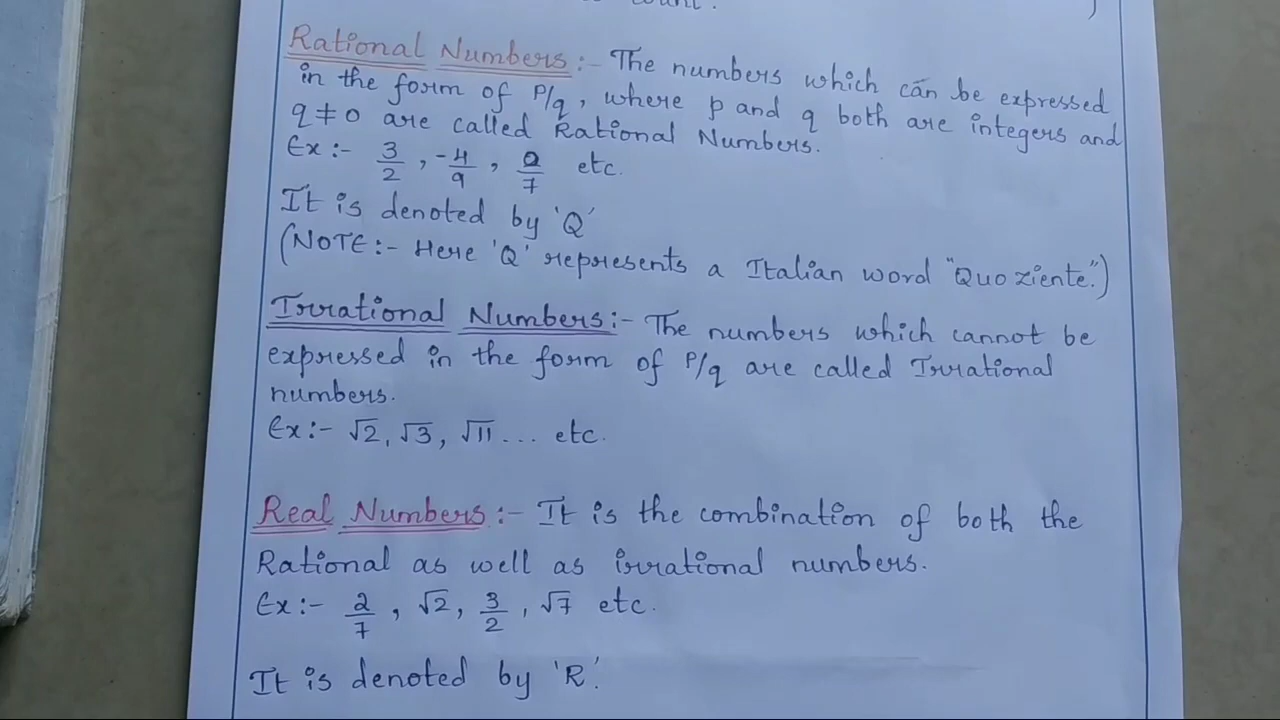 count.
)
Rational Numbers :- The numbers which can be expressed
in the form of P/q, where p and q both are integers and
q ≠ 0 are called Rational Numbers.
Ex :- 3/2, -4/9, 0/7 etc.
It is denoted by 'Q'
(NOTE :- Here 'Q' represents a Italian word "Quoziente.")
Irrational Numbers :- The numbers which cannot be
expressed in the form of P/q are called Irrational
numbers.
Ex :- √2, √3, √11... etc.
Real Numbers :- It is the combination of both the
Rational as well as irrational numbers.
Ex :- 2/7, √2, 3/2, √7 etc.
It is denoted by 'R'.